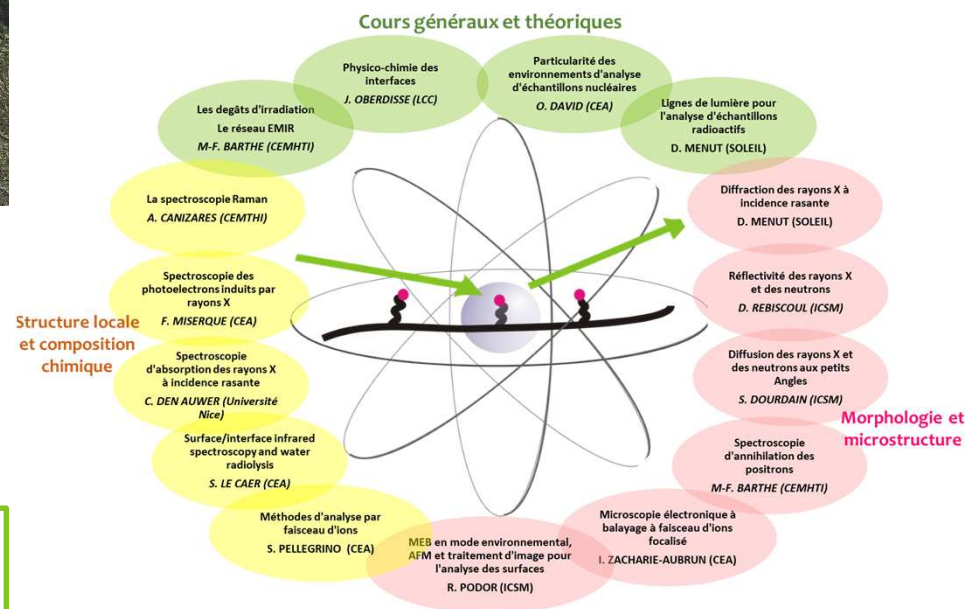 Cours généraux et théoriques
Physico-chimie des
interfaces
J. OBERDISSE (LCC)
Particularité des
environnements d'analyse
d'échantillons nucléaires
O. DAVID (CEA)
Les degâts d'irradiation
Le réseau EMIR
M-F. BARTHE (CEMHTI)
Lignes de lumière pour
l'analyse d'échantillons
radioactifs
D. MENUT (SOLEIL)
La spectroscopie Raman
A. CANIZARES (CEMTHI)
Diffraction des rayons X à
incidence rasante
D. MENUT (SOLEIL)
Spectroscopie des
photoelectrons induits par
rayons X
F. MISERQUE (CEA)
Réflectivité des rayons X
et des neutrons
D. REBISCOUL (ICSM)
Structure locale
et composition
chimique
Spectroscopie
d'absorption des rayons X
à incidence rasante
C. DEN AUWER (Université
Nice)
Diffusion des rayons X et
des neutrons aux petits
Angles
S. DOURDAIN (ICSM)
Morphologie et
microstructure
Surface/interface infrared
spectroscopy and water
radiolysis
S. LE CAER (CEA)
Spectroscopie
d'annihilation des
positrons
M-F. BARTHE (CEMHTI)
Méthodes d'analyse par
faisceau d'ions
S. PELLEGRINO (CEA)
MEB en mode environmental,
AFM et traitement d'image pour
l'analyse des surfaces
R. PODOR (ICSM)
Microscopie électronique à
balayage à faisceau d'ions
focalisé
I. ZACHARIE-AUBRUN (CEA)